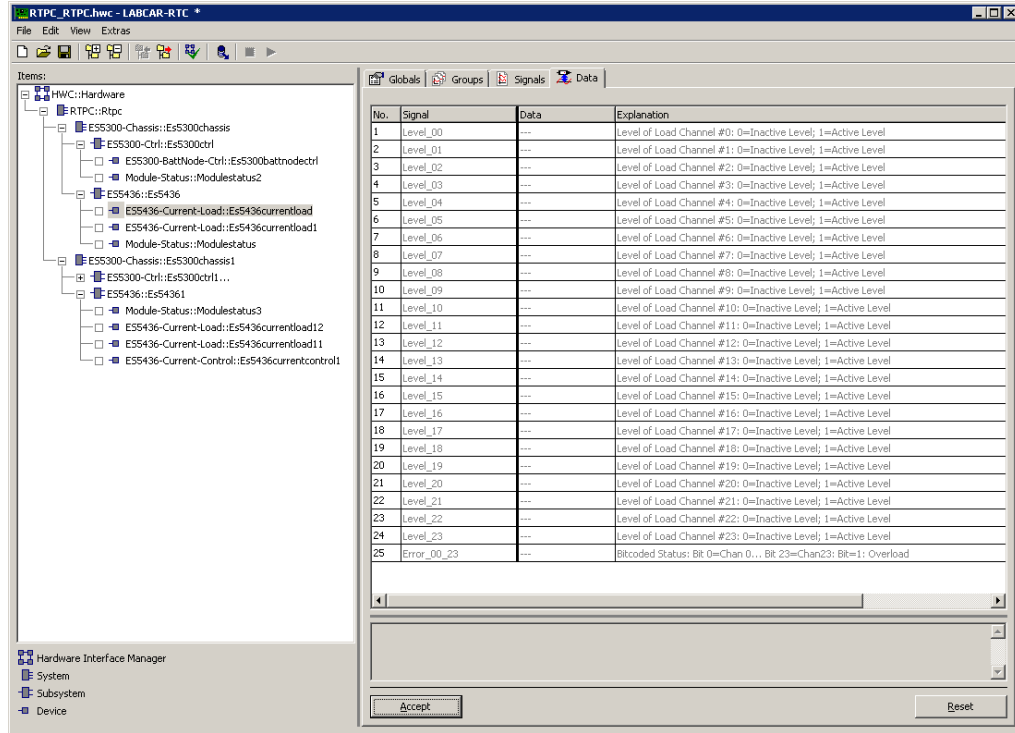 RTPC_RTPC.hwc - LABCAR-RTC *
File Edit View Extras
Items:
HWC::Hardware
RTPC::Rtpc
ES5300-Chassis::Es5300chassis
ES5300-Ctrl::Es5300ctrl
ES5300-BattNode-Ctrl::Es5300battnodectrl
Module-Status::Modulestatus2
ES5436::Es5436
ES5436-Current-Load::Es5436currentload
ES5436-Current-Load::Es5436currentload1
Module-Status::Modulestatus
ES5300-Chassis::Es5300chassis1
ES5300-Ctrl::Es5300ctrl1...
ES5436::Es54361
Module-Status::Modulestatus3
ES5436-Current-Load::Es5436currentload12
ES5436-Current-Load::Es5436currentload11
ES5436-Current-Control::Es5436currentcontrol1
Hardware Interface Manager
System
Subsystem
Device
Globals Groups Signals Data
No. Signal Data Explanation
1 Level_00 --- Level of Load Channel #0: 0=Inactive Level; 1=Active Level
2 Level_01 --- Level of Load Channel #1: 0=Inactive Level; 1=Active Level
3 Level_02 --- Level of Load Channel #2: 0=Inactive Level; 1=Active Level
4 Level_03 --- Level of Load Channel #3: 0=Inactive Level; 1=Active Level
5 Level_04 --- Level of Load Channel #4: 0=Inactive Level; 1=Active Level
6 Level_05 --- Level of Load Channel #5: 0=Inactive Level; 1=Active Level
7 Level_06 --- Level of Load Channel #6: 0=Inactive Level; 1=Active Level
8 Level_07 --- Level of Load Channel #7: 0=Inactive Level; 1=Active Level
9 Level_08 --- Level of Load Channel #8: 0=Inactive Level; 1=Active Level
10 Level_09 --- Level of Load Channel #9: 0=Inactive Level; 1=Active Level
11 Level_10 --- Level of Load Channel #10: 0=Inactive Level; 1=Active Level
12 Level_11 --- Level of Load Channel #11: 0=Inactive Level; 1=Active Level
13 Level_12 --- Level of Load Channel #12: 0=Inactive Level; 1=Active Level
14 Level_13 --- Level of Load Channel #13: 0=Inactive Level; 1=Active Level
15 Level_14 --- Level of Load Channel #14: 0=Inactive Level; 1=Active Level
16 Level_15 --- Level of Load Channel #15: 0=Inactive Level; 1=Active Level
17 Level_16 --- Level of Load Channel #16: 0=Inactive Level; 1=Active Level
18 Level_17 --- Level of Load Channel #17: 0=Inactive Level; 1=Active Level
19 Level_18 --- Level of Load Channel #18: 0=Inactive Level; 1=Active Level
20 Level_19 --- Level of Load Channel #19: 0=Inactive Level; 1=Active Level
21 Level_20 --- Level of Load Channel #20: 0=Inactive Level; 1=Active Level
22 Level_21 --- Level of Load Channel #21: 0=Inactive Level; 1=Active Level
23 Level_22 --- Level of Load Channel #22: 0=Inactive Level; 1=Active Level
24 Level_23 --- Level of Load Channel #23: 0=Inactive Level; 1=Active Level
25 Error_00_23 --- Bitcoded Status: Bit 0=Chan 0... Bit 23=Chan23: Bit=1: Overload
Accept Reset